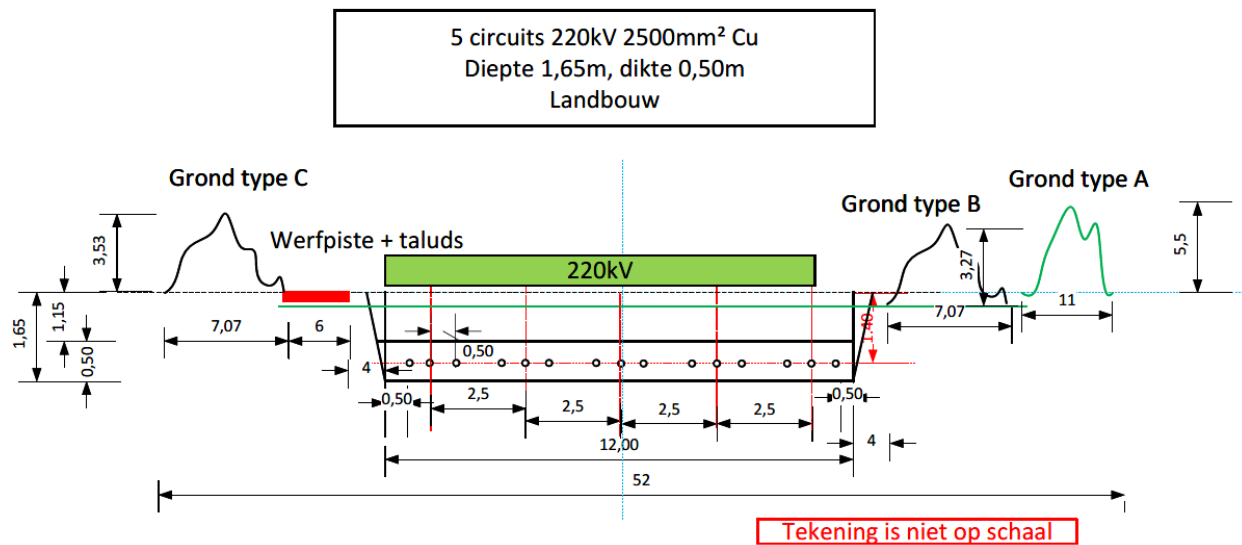 5 circuits 220kV 2500mm² Cu
Diepte 1,65m, dikte 0,50m
Landbouw
Grond type C
Grond type B
Grond type A
Werfpiste + taluds
220kV
3,53
3,27
5,5
1,65
1,15
0,50
7,07
6
4
0,50
1.40
7,07
11
0,50
2,5
2,5
2,5
2,5
0,50
4
12,00
52
Tekening is niet op schaal